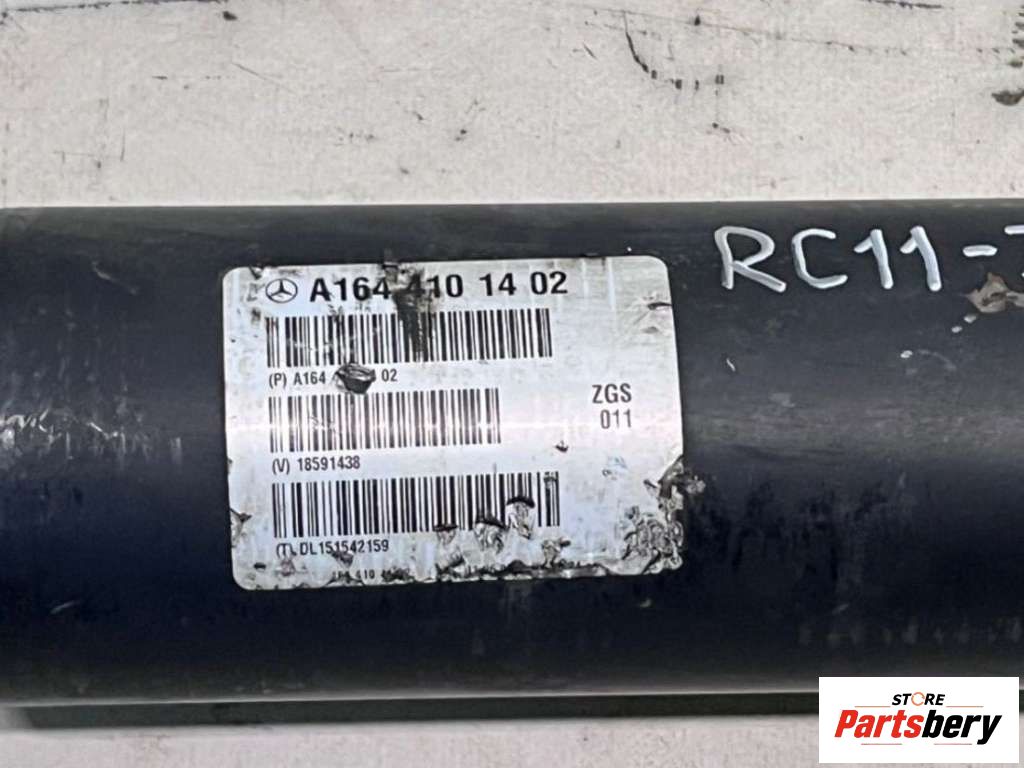 RC11-
A164 410 14 02
(P) A164 02
ZGS
011
(V) 18591438
(T) DL151542159
STORE
Partsbery